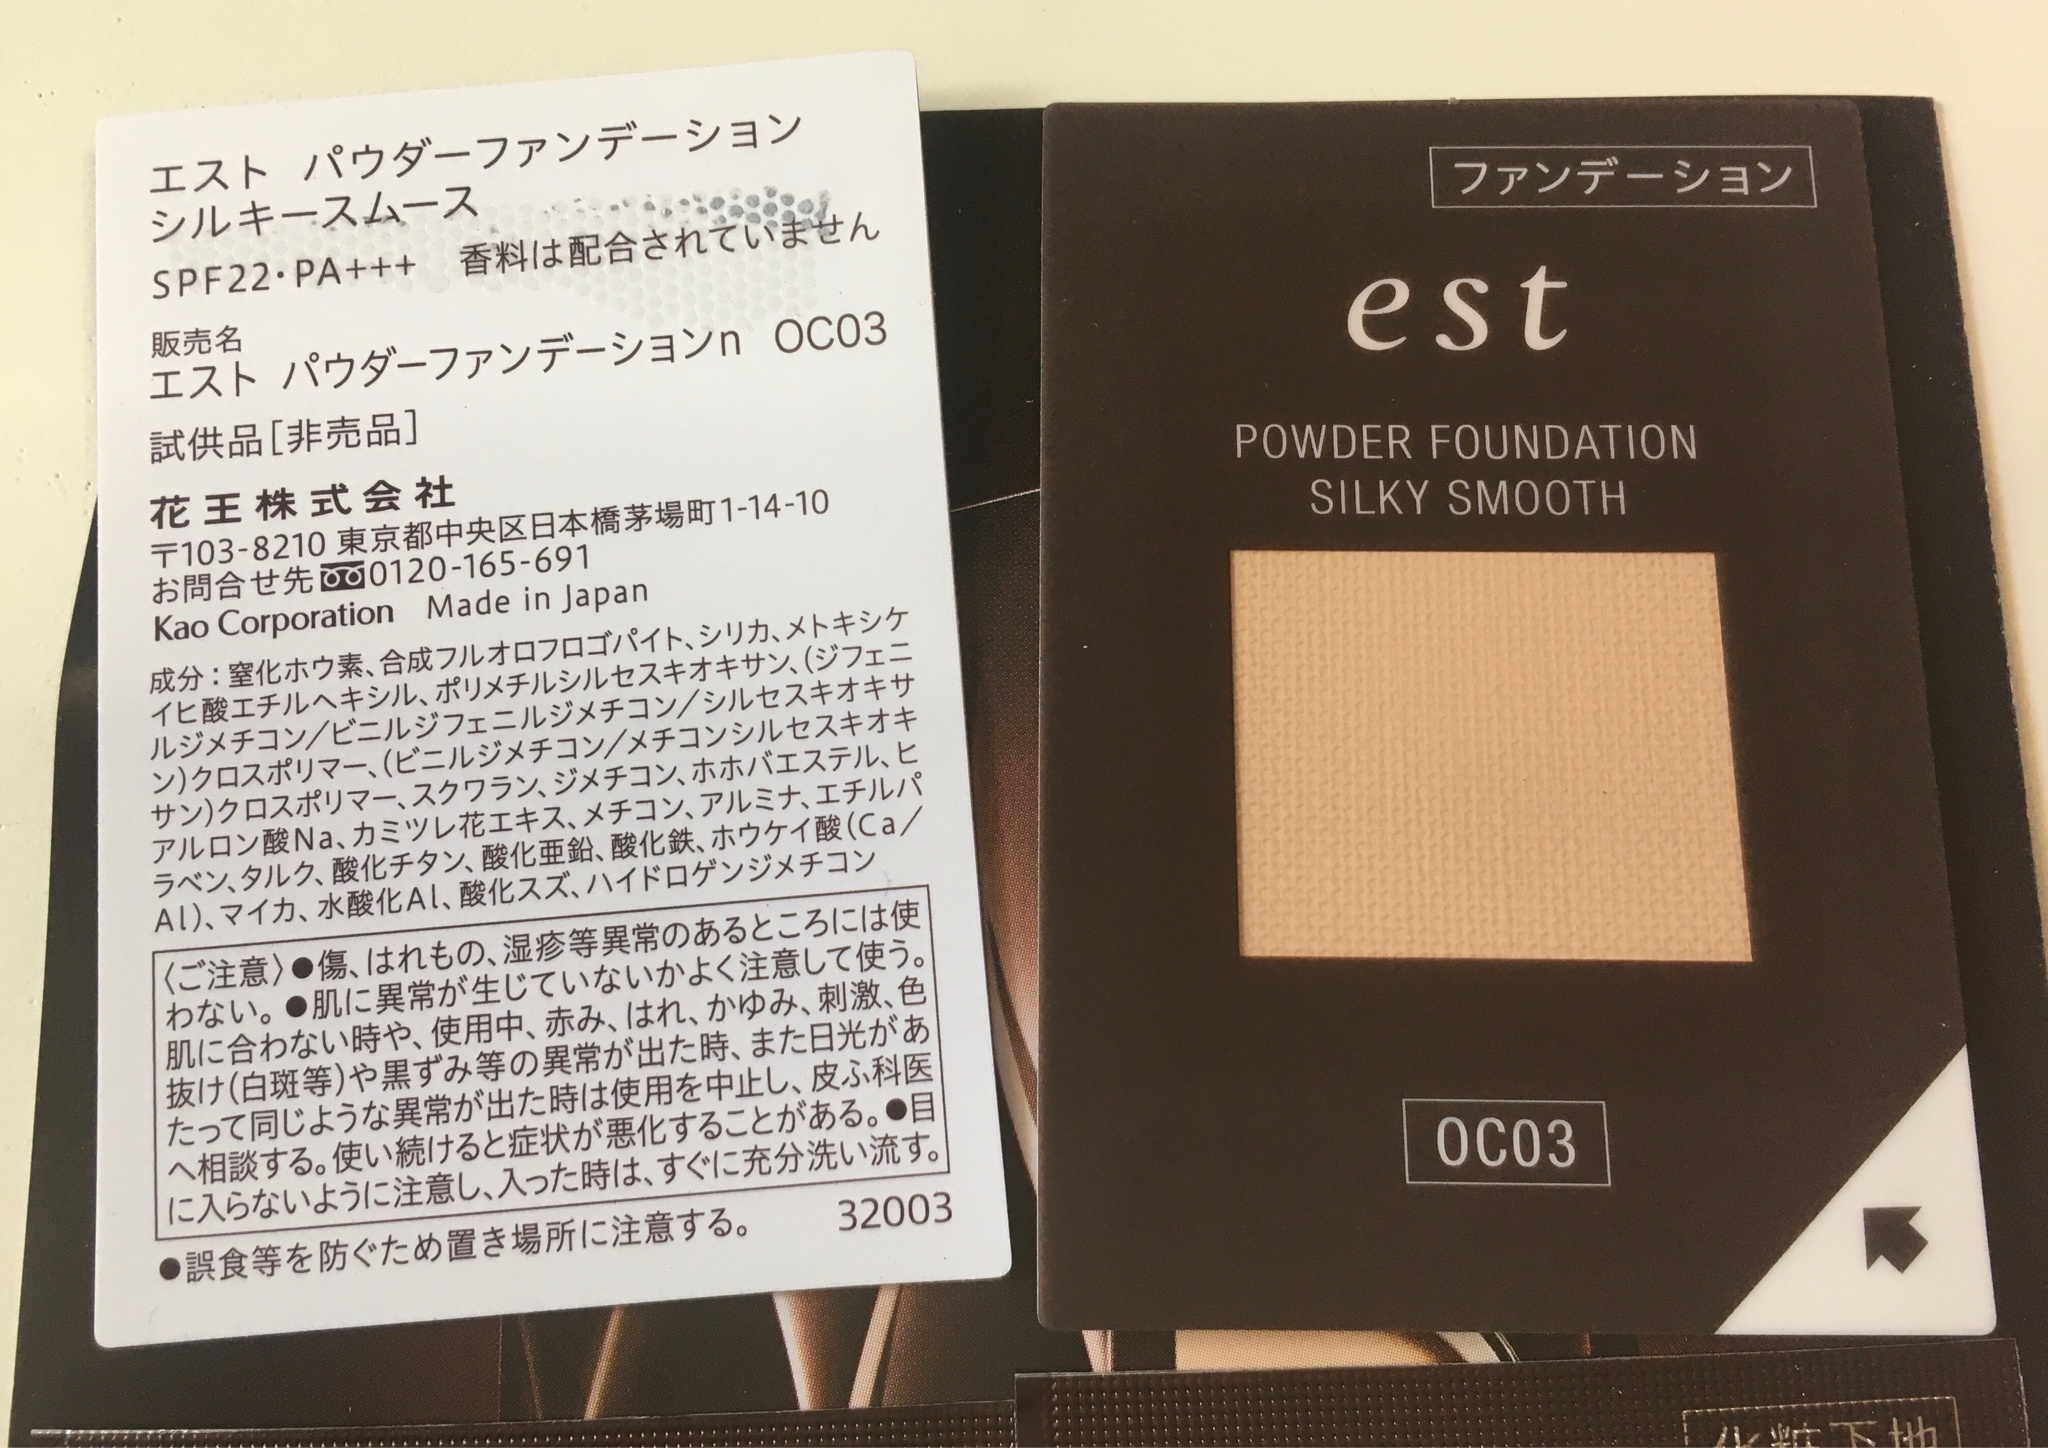 エスト パウダーファンデーション
シルキースムース
SPF22・PA+++ 香料は配合されていません
販売名
エスト パウダーファンデーションn OC03
試供品[非売品]
花王株式会社
〒103-8210 東京都中央区日本橋茅場町1-14-10
お問合せ先 0120-165-691
Kao Corporation Made in Japan
成分：窒化ホウ素、合成フルオロフロゴパイト、シリカ、メトキシケ
イヒ酸エチルヘキシル、ポリメチルシルセスキオキサン、(ジフェニ
ルジメチコン/ビニルジフェニルジメチコン/シルセスキオキサ
ン)クロスポリマー、(ビニルジメチコン/メチコンシルセスキオキ
サン)クロスポリマー、スクワラン、ジメチコン、ホホバエステル、ヒ
アルロン酸Na、カミツレ花エキス、メチコン、アルミナ、エチルパ
ラベン、タルク、酸化チタン、酸化亜鉛、酸化鉄、ホウケイ酸(Ca/
Al)、マイカ、水酸化Al、酸化スズ、ハイドロゲンジメチコン
〈ご注意〉●傷、はれもの、湿疹等異常のあるところには使
わない。●肌に異常が生じていないかよく注意して使う。
肌に合わない時や、使用中、赤み、はれ、かゆみ、刺激、色
抜け(白斑等)や黒ずみ等の異常が出た時、また日光があ
たって同じような異常が出た時は使用を中止し、皮ふ科医
へ相談する。使い続けると症状が悪化することがある。●目
に入らないように注意し、入った時は、すぐに充分洗い流す。
●誤食等を防ぐため置き場所に注意する。 32003
ファンデーション
est
POWDER FOUNDATION
SILKY SMOOTH
OC03
化粧下地